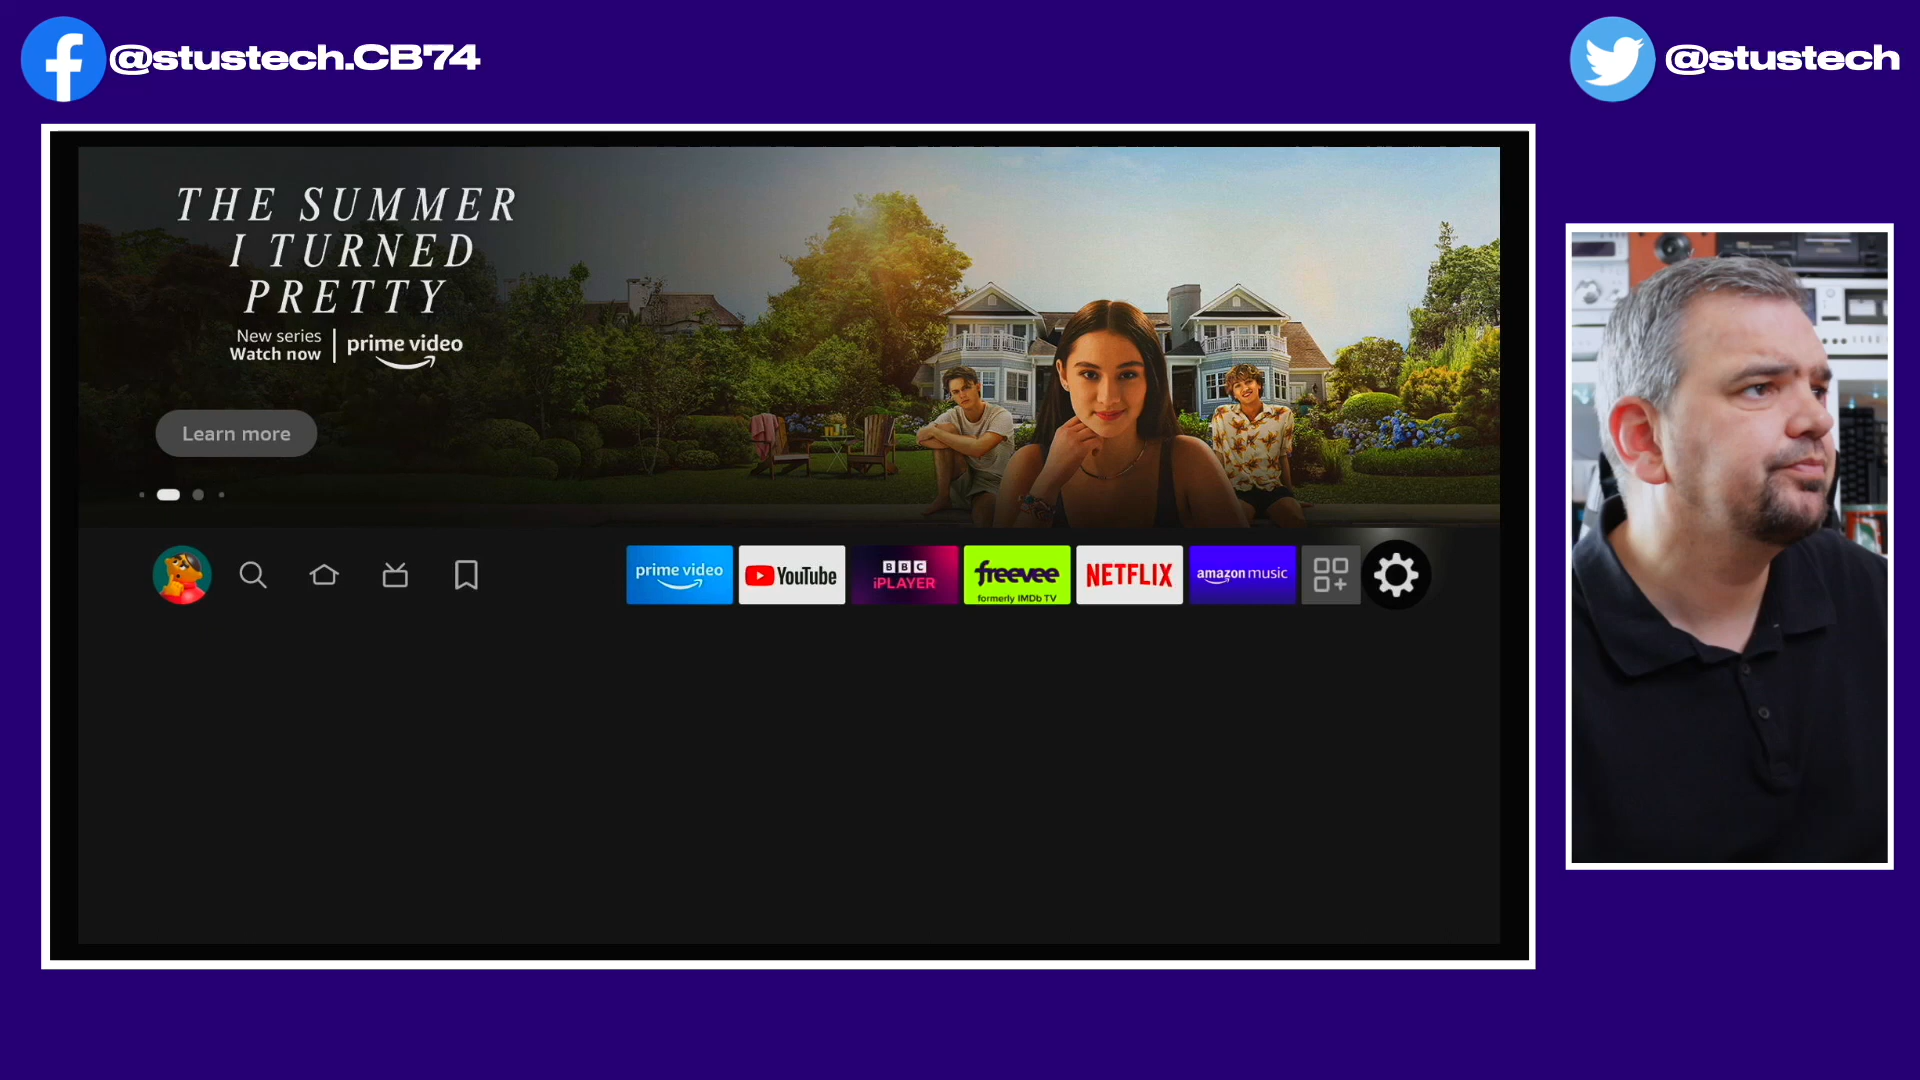 @stustech.CB74
@stustech
THE SUMMER
I TURNED
PRETTY
New series
Watch now
prime video
Learn more
prime video
YouTube
BBC
iPLAYER
freevee
formerly IMDb TV
NETFLIX
amazon music